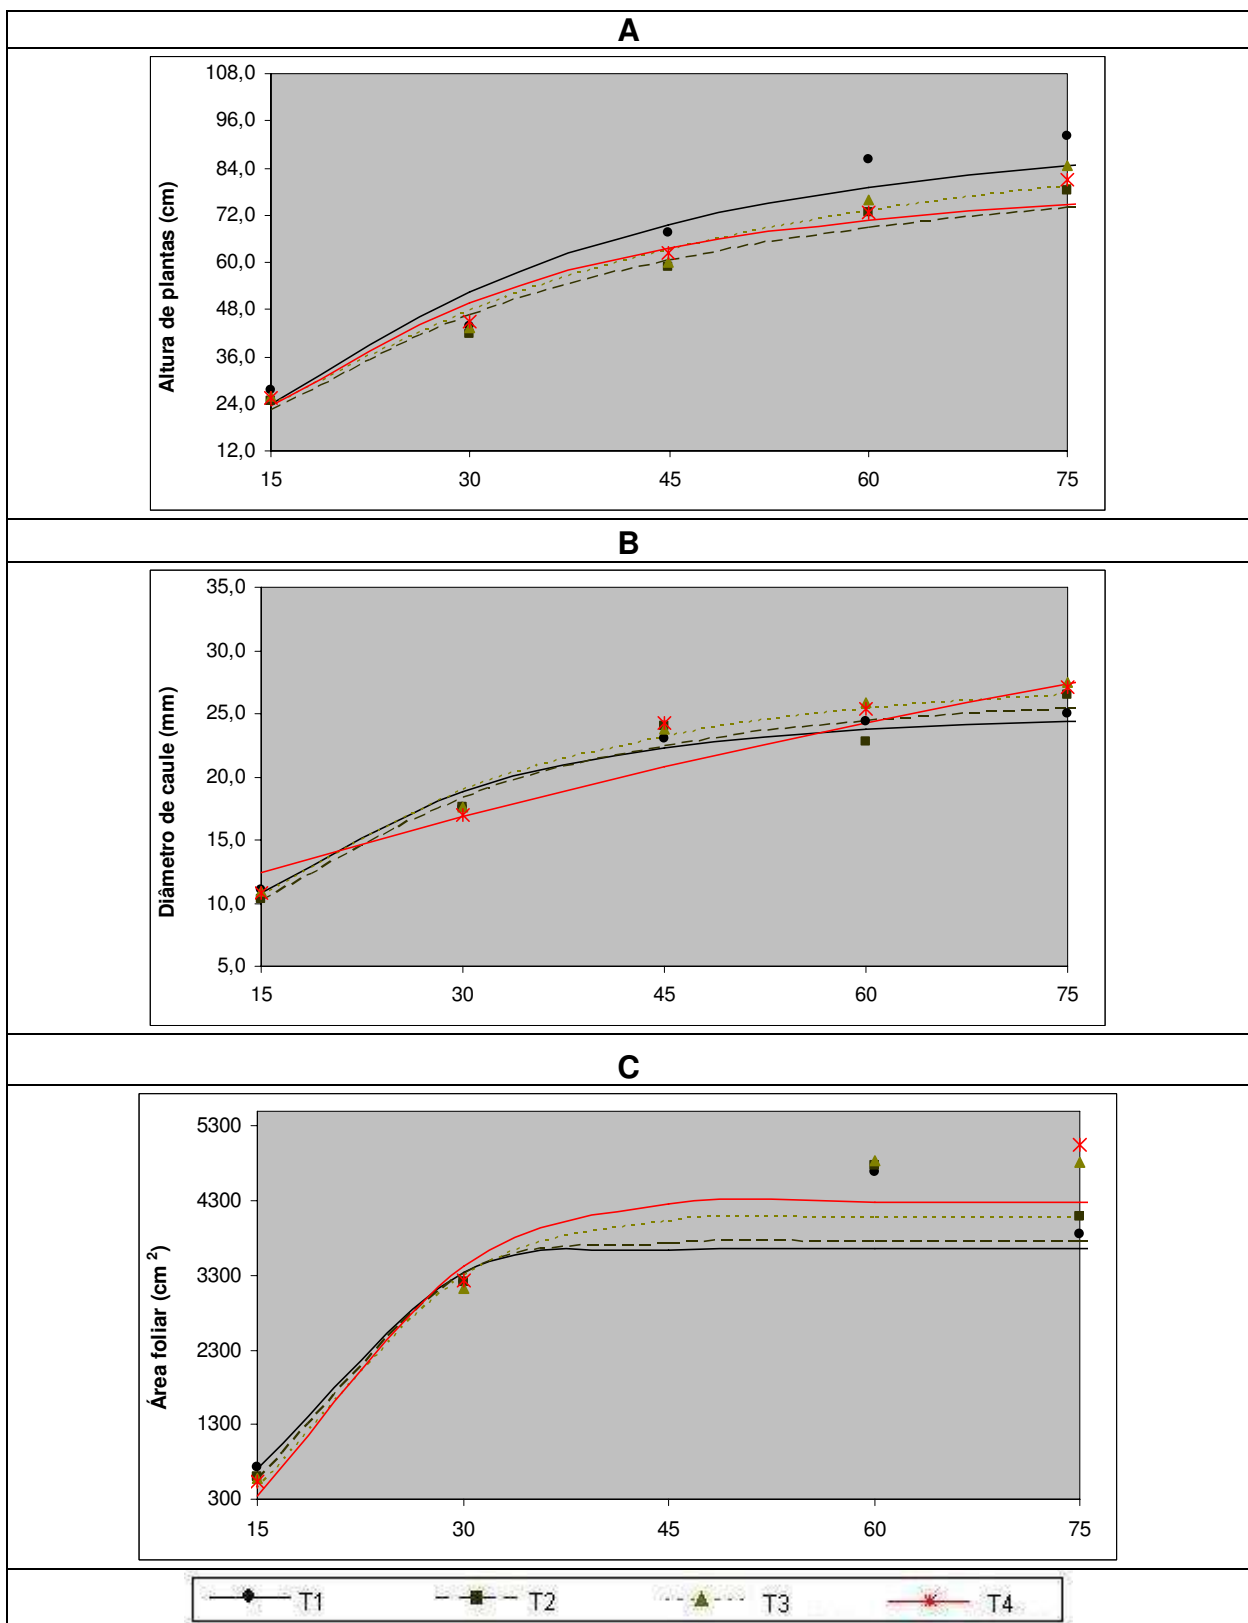 A
Altura de plantas (cm)
108,0
96,0
84,0
72,0
60,0
48,0
36,0
24,0
12,0
15 30 45 60 75
B
Diâmetro de caule (mm)
35,0
30,0
25,0
20,0
15,0
10,0
5,0
15 30 45 60 75
C
Área foliar (cm 2)
5300
4300
3300
2300
1300
300
15 30 45 60 75
T1 T2 T3 T4